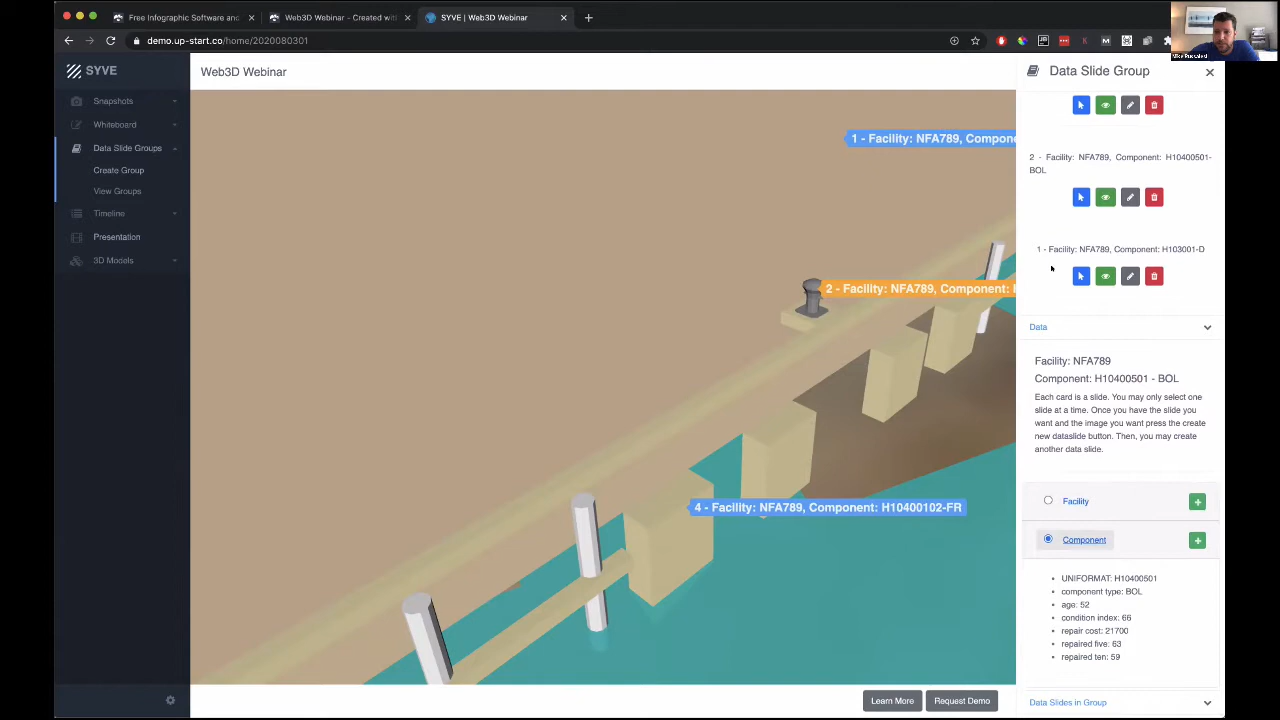 Free Infographic Software and
Web3D Webinar - Created with
SYVE | Web3D Webinar
demo.up-start.co/home/2020080301
SYVE
Snapshots
Whiteboard
Data Slide Groups
Create Group
View Groups
Timeline
Presentation
3D Models
Web3D Webinar
1 - Facility: NFA789, Compone
2 - Facility: NFA789, Component:
4 - Facility: NFA789, Component: H10400102-FR
Learn More
Request Demo
Data Slide Group
2 - Facility: NFA789, Component: H10400501-
BOL
1 - Facility: NFA789, Component: H103001-D
Data
Facility: NFA789
Component: H10400501 - BOL
Each card is a slide. You may only select one
slide at a time. Once you have the slide you
want and the image you want press the create
new dataslide button. Then, you may create
another data slide.
Facility
Component
UNIFORMAT: H10400501
component type: BOL
age: 52
condition index: 66
repair cost: 21700
repaired five: 63
repaired ten: 59
Data Slides in Group